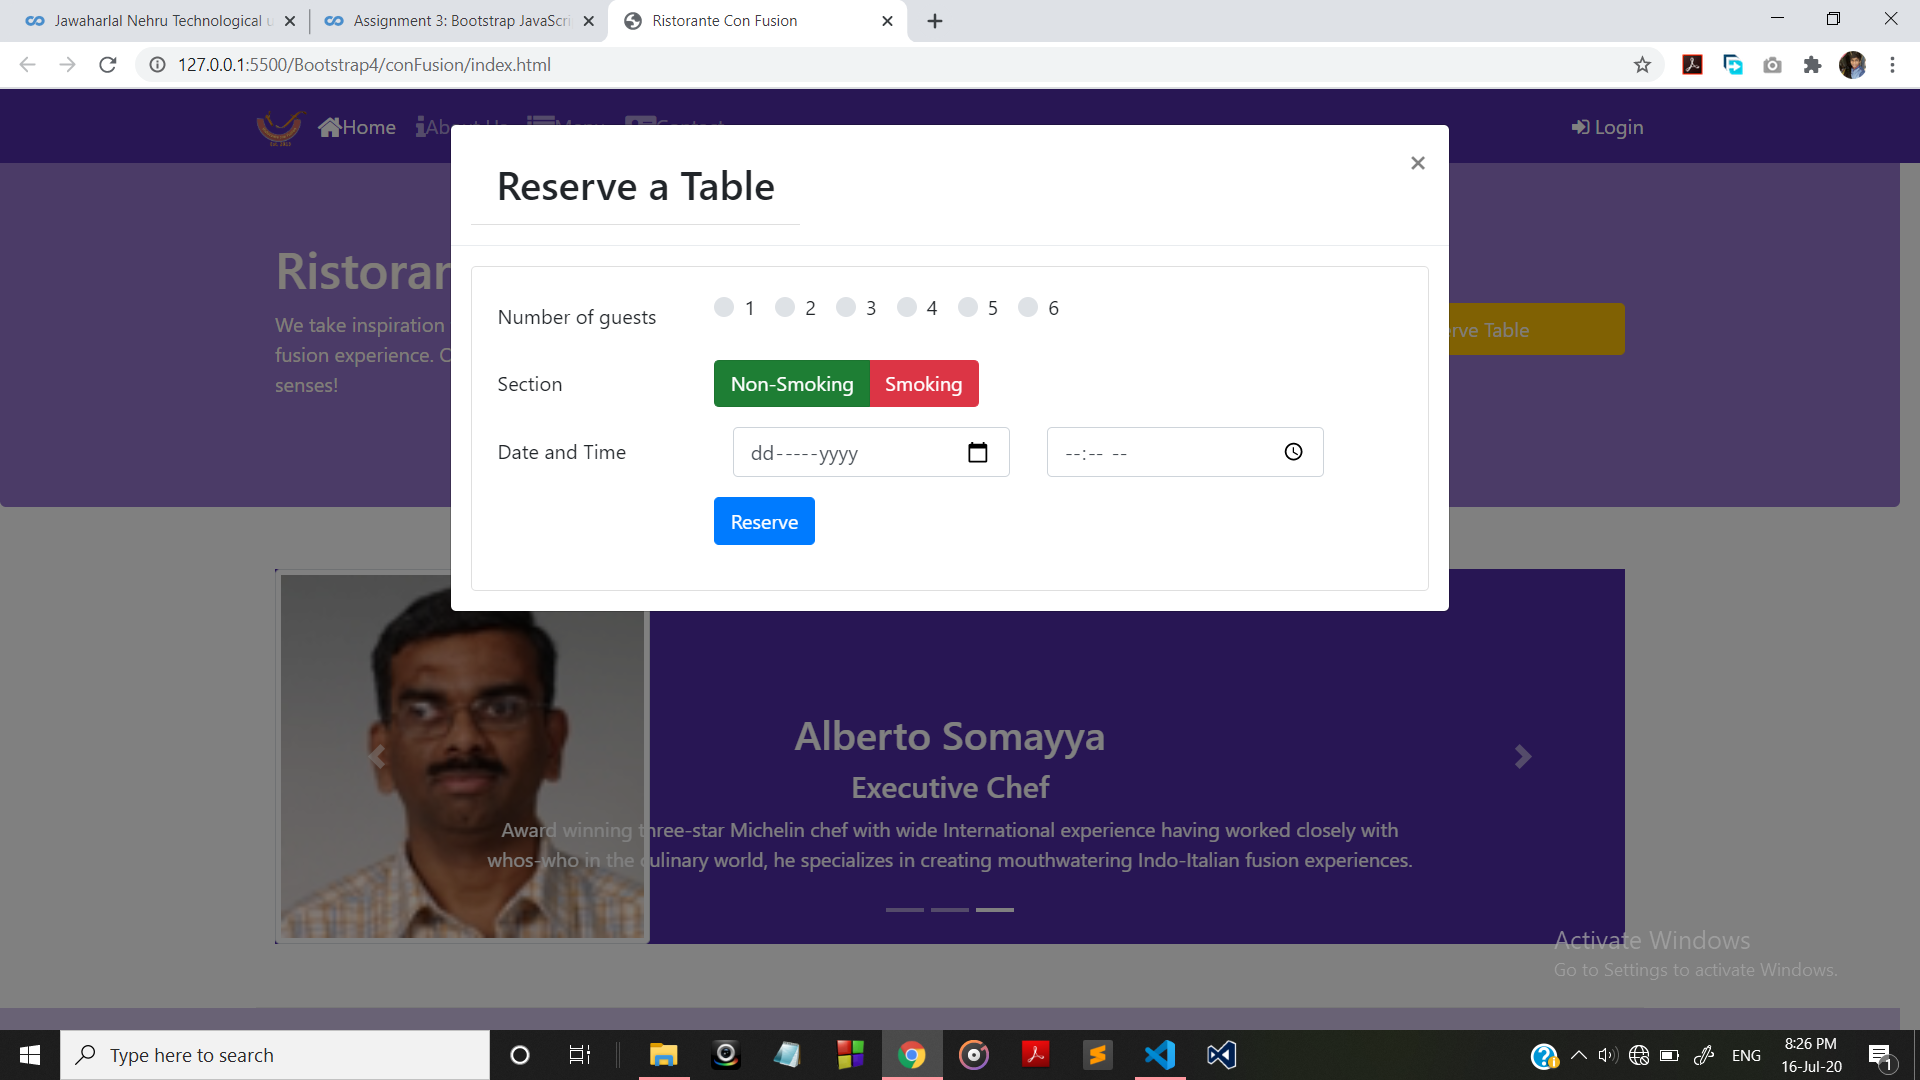 Jawaharlal Nehru Technological u
Assignment 3: Bootstrap JavaScri
Ristorante Con Fusion
127.0.0.1:5500/Bootstrap4/conFusion/index.html
Home
Login
Reserve a Table
×
Number of guests
1 2 3 4 5 6
Section
Non-Smoking Smoking
Date and Time
dd-----yyyy
--:-- --
Reserve
Ristorar
We take inspiration
fusion experience. C
senses!
rve Table
Alberto Somayya
Executive Chef
Award winning three-star Michelin chef with wide International experience having worked closely with
whos-who in the culinary world, he specializes in creating mouthwatering Indo-Italian fusion experiences.
Activate Windows
Go to Settings to activate Windows.
Type here to search
ENG
8:26 PM
16-Jul-20
1